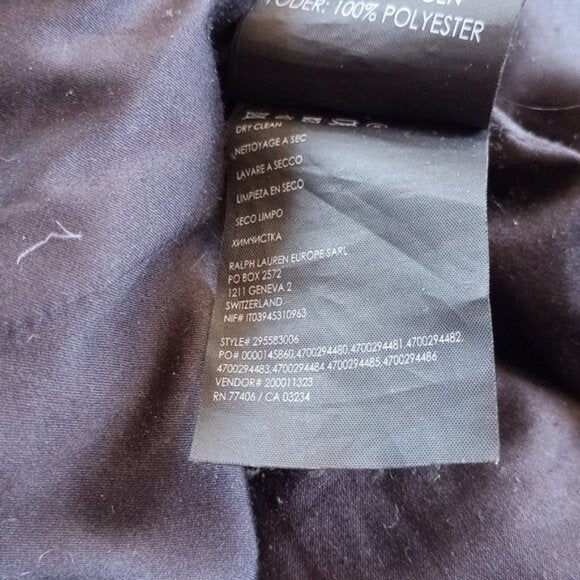 FODER: 100% POLYESTER
DRY CLEAN
NETTOYAGE A SEC
LAVARE A SECCO
LIMPIEZA EN SECO
SECO LIMPO
ХИМЧИСТКА
RALPH LAUREN EUROPE SARL
PO BOX 2572
1211 GENEVA 2
SWITZERLAND
NIF# IT03945310963
STYLE# 295583006
PO# 0000145860,4700294480,4700294481,4700294482,
4700294483,4700294484,4700294485,4700294486
VENDOR# 200011323
RN 77406 / CA 03234